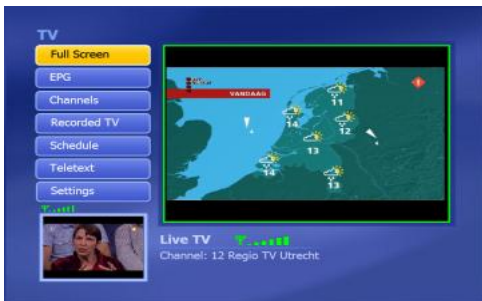 TV
Full Screen
EPG
Channels
Recorded TV
Schedule
Teletext
Settings
VANDAAG
11
14
12
13
14
13
Live TV
Channel: 12 Regio TV Utrecht